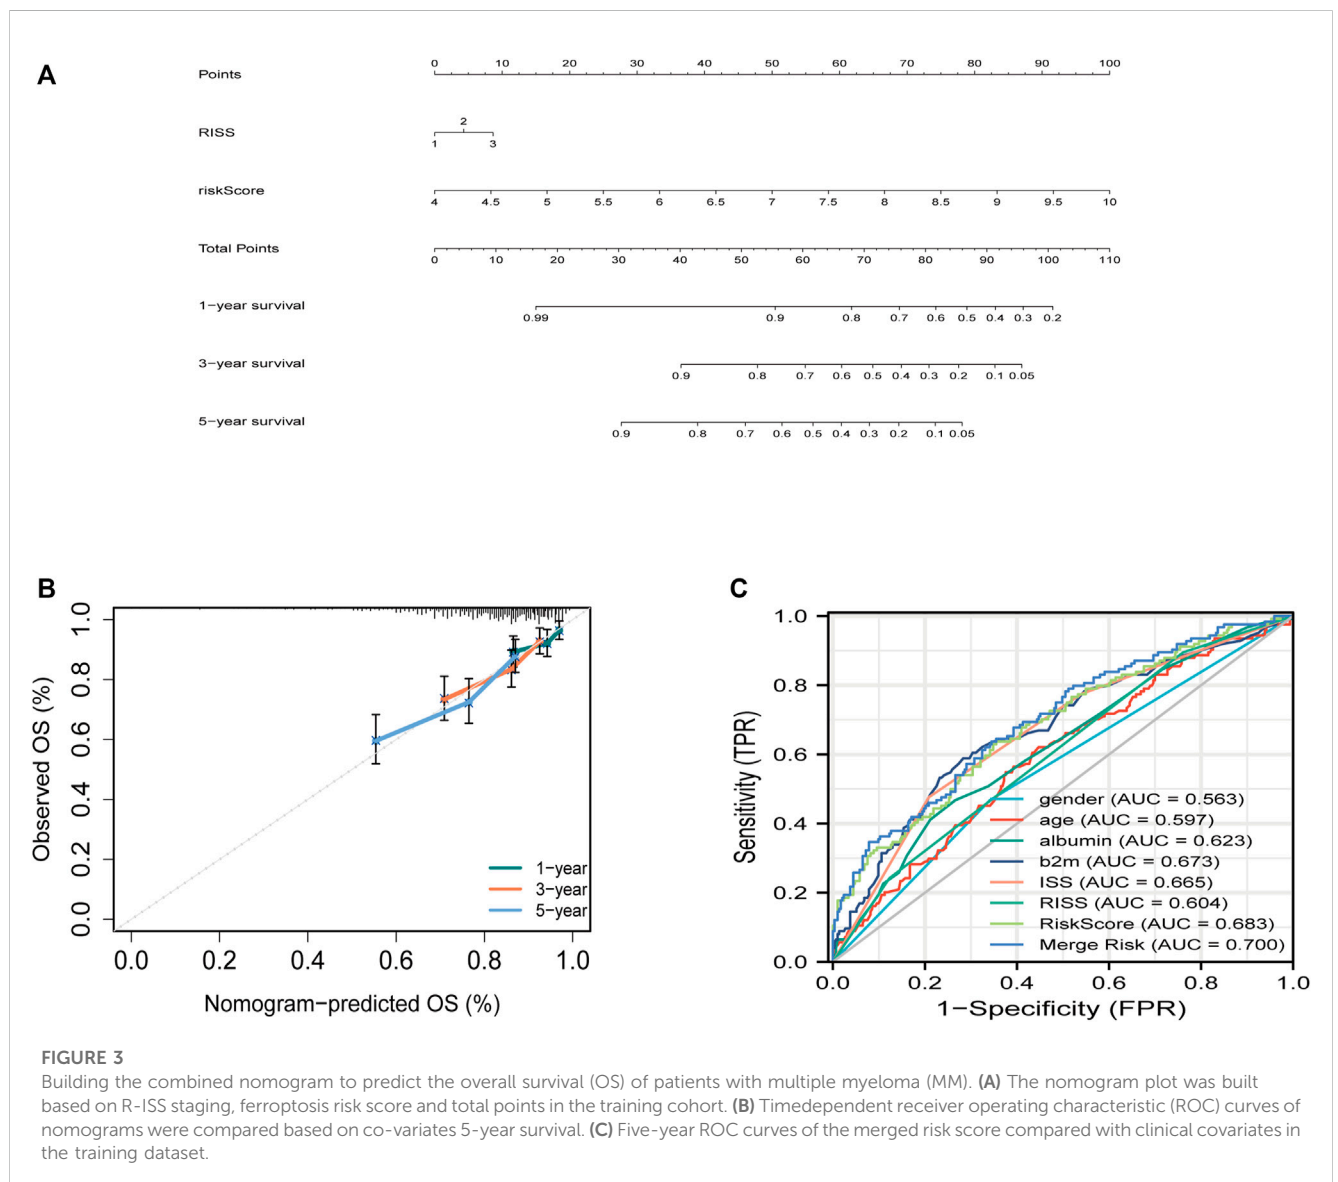 A
Points
0 10 20 30 40 50 60 70 80 90 100
RISS
2
1 3
riskScore
4 4.5 5 5.5 6 6.5 7 7.5 8 8.5 9 9.5 10
Total Points
0 10 20 30 40 50 60 70 80 90 100 110
1−year survival
0.99 0.9 0.8 0.7 0.6 0.5 0.4 0.3 0.2
3−year survival
0.9 0.8 0.7 0.6 0.5 0.4 0.3 0.2 0.1 0.05
5−year survival
0.9 0.8 0.7 0.6 0.5 0.4 0.3 0.2 0.1 0.05
B
Observed OS (%)
1.0
0.8
0.6
0.4
0.2
0.0
1-year
3-year
5-year
0.0 0.2 0.4 0.6 0.8 1.0
Nomogram−predicted OS (%)
C
Sensitivity (TPR)
1.0
0.8
0.6
0.4
0.2
0.0
gender (AUC = 0.563)
age (AUC = 0.597)
albumin (AUC = 0.623)
b2m (AUC = 0.673)
ISS (AUC = 0.665)
RISS (AUC = 0.604)
RiskScore (AUC = 0.683)
Merge Risk (AUC = 0.700)
0.0 0.2 0.4 0.6 0.8 1.0
1−Specificity (FPR)
FIGURE 3
Building the combined nomogram to predict the overall survival (OS) of patients with multiple myeloma (MM). (A) The nomogram plot was built
based on R-ISS staging, ferroptosis risk score and total points in the training cohort. (B) Timedependent receiver operating characteristic (ROC) curves of
nomograms were compared based on co-variates 5-year survival. (C) Five-year ROC curves of the merged risk score compared with clinical covariates in
the training dataset.